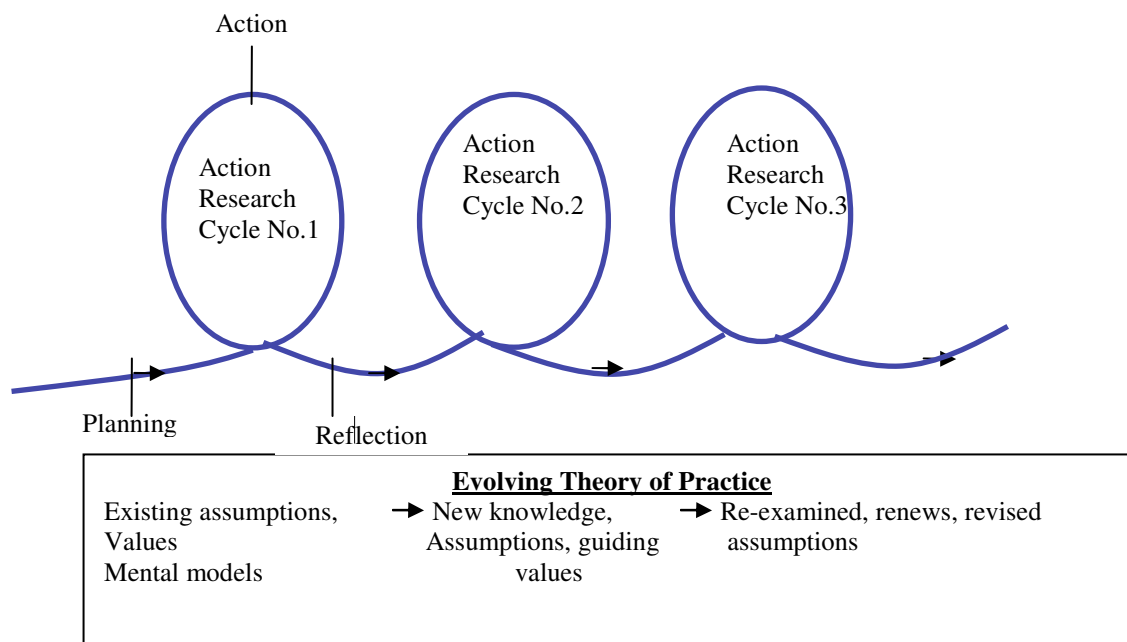 Action
Action
Research
Cycle No.1
Action
Research
Cycle No.2
Action
Research
Cycle No.3
Planning
Reflection
Evolving Theory of Practice
Existing assumptions,
Values
Mental models
New knowledge,
Assumptions, guiding
values
Re-examined, renews, revised
assumptions